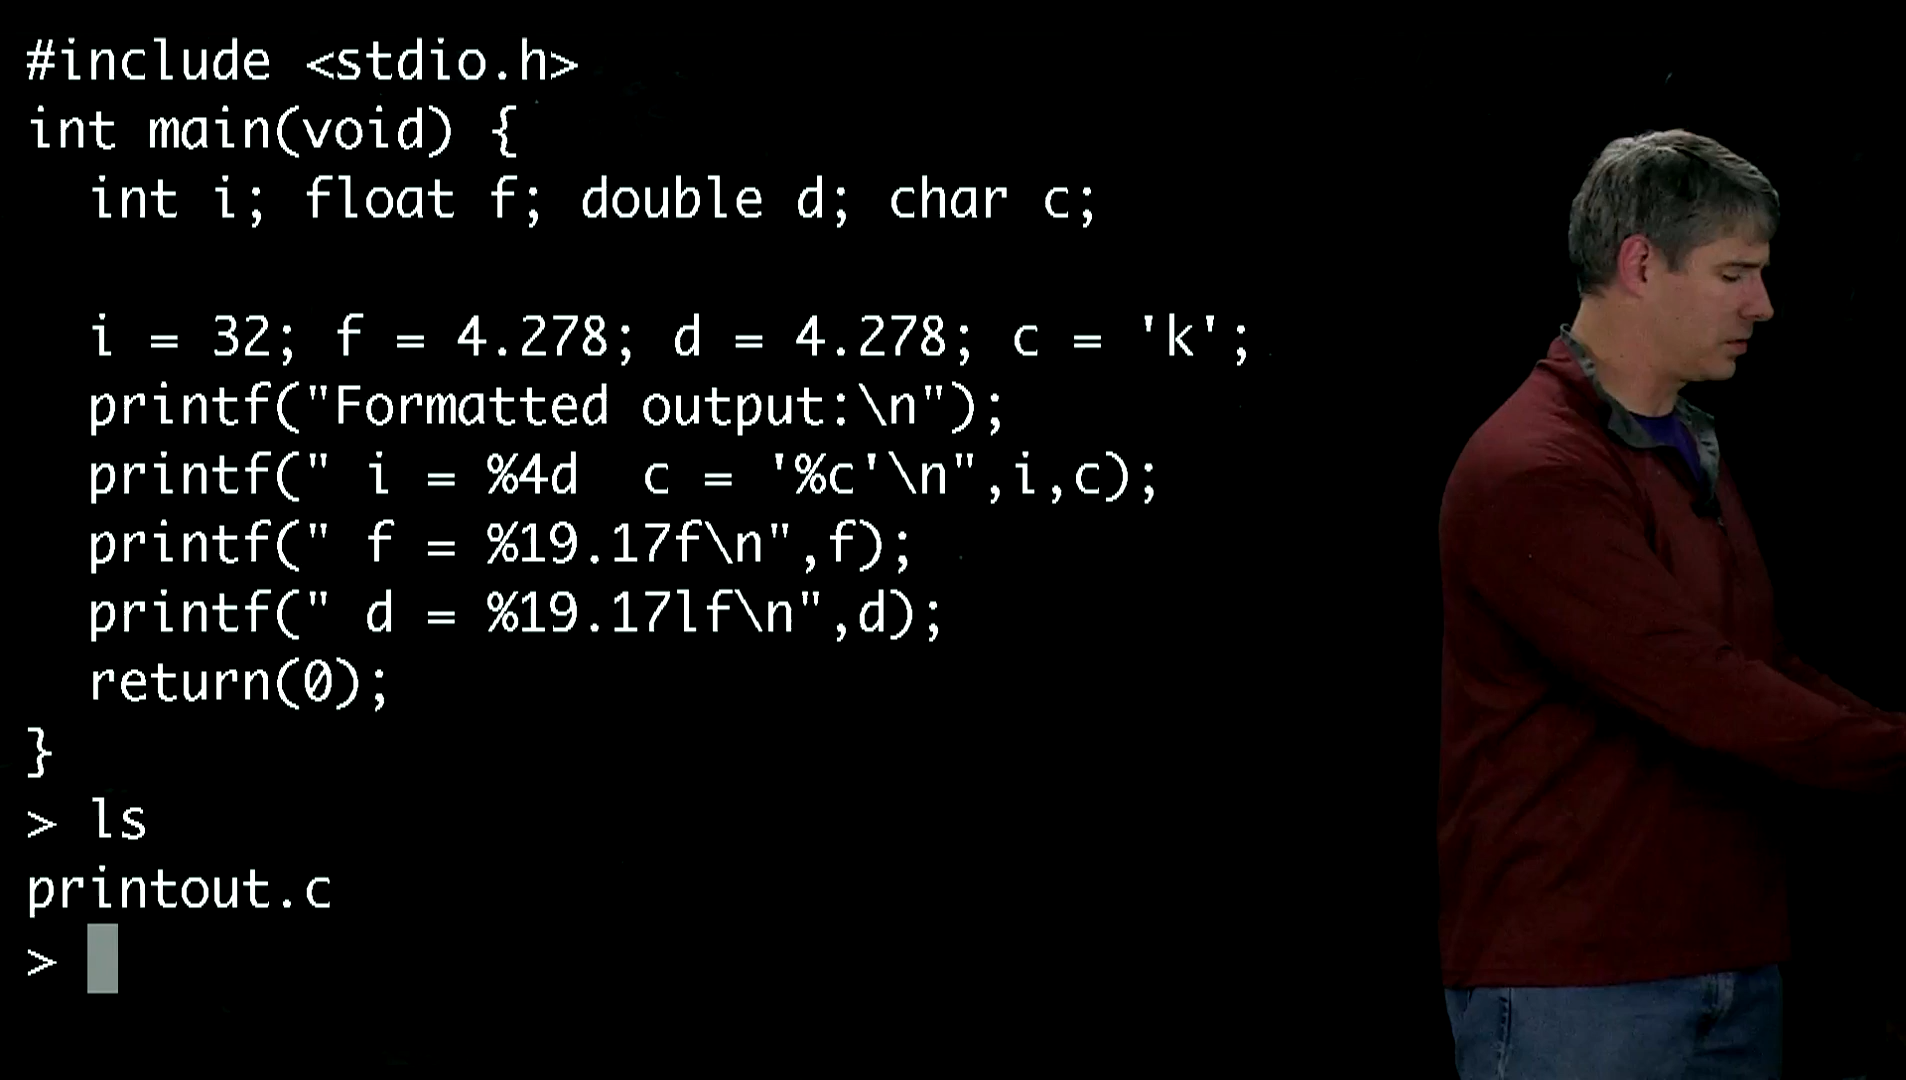 #include <stdio.h>
int main(void) {
  int i; float f; double d; char c;

  i = 32; f = 4.278; d = 4.278; c = 'k';
  printf("Formatted output:\n");
  printf(" i = %4d  c = '%c'\n",i,c);
  printf(" f = %19.17f\n",f);
  printf(" d = %19.17lf\n",d);
  return(0);
}
> ls
printout.c
>